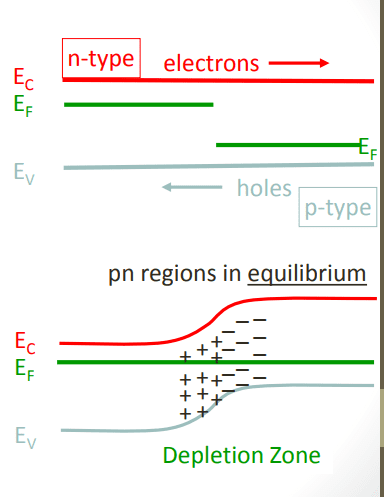 n-type
electrons
E_C
E_F
E_F
E_V
holes
p-type
pn regions in equilibrium
+ + + + + + + + + + + + +
− − − − − − − − − − − −
E_C
E_F
E_V
Depletion Zone